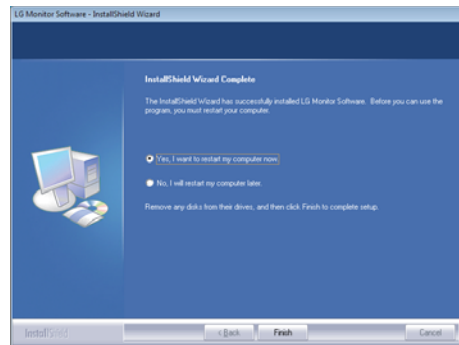 LG Monitor Software - InstallShield Wizard
InstallShield Wizard Complete
The InstallShield Wizard has successfully installed LG Monitor Software. Before you can use the
program, you must restart your computer.
Yes, I want to restart my computer now.
No, I will restart my computer later.
Remove any disks from their drives, and then click Finish to complete setup.
InstallShield
< Back Finish Cancel